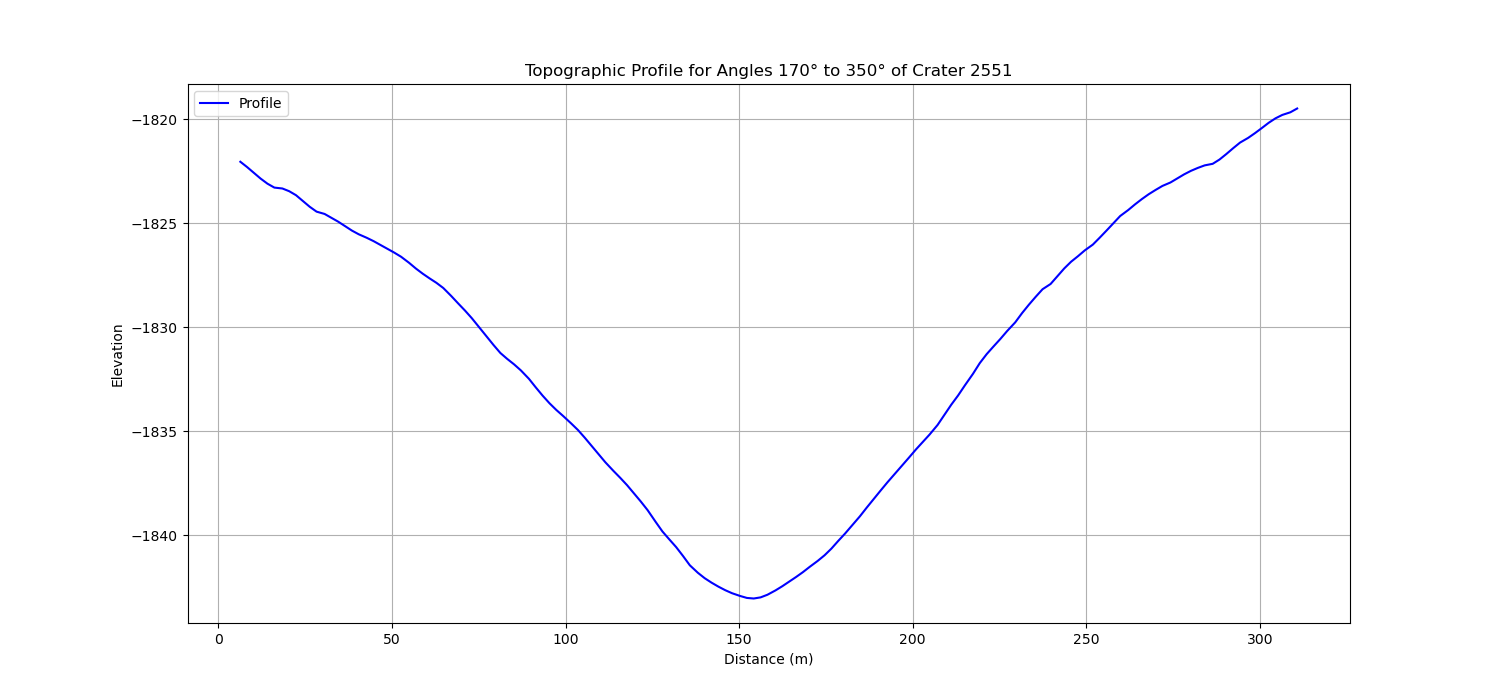 Topographic Profile for Angles 170° to 350° of Crater 2551
Profile
−1820
−1825
−1830
−1835
−1840
Elevation
0 50 100 150 200 250 300
Distance (m)